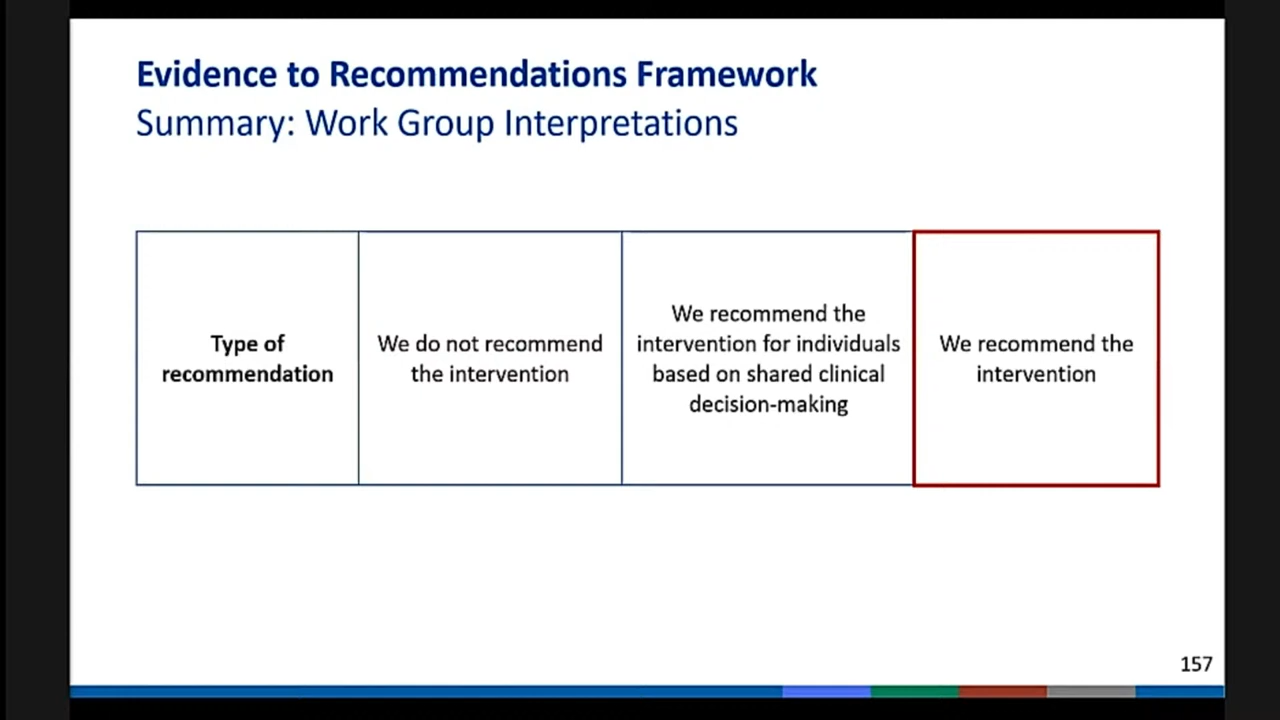 Evidence to Recommendations Framework
Summary: Work Group Interpretations
Type of
recommendation
We do not recommend
the intervention
We recommend the
intervention for individuals
based on shared clinical
decision-making
We recommend the
intervention
157